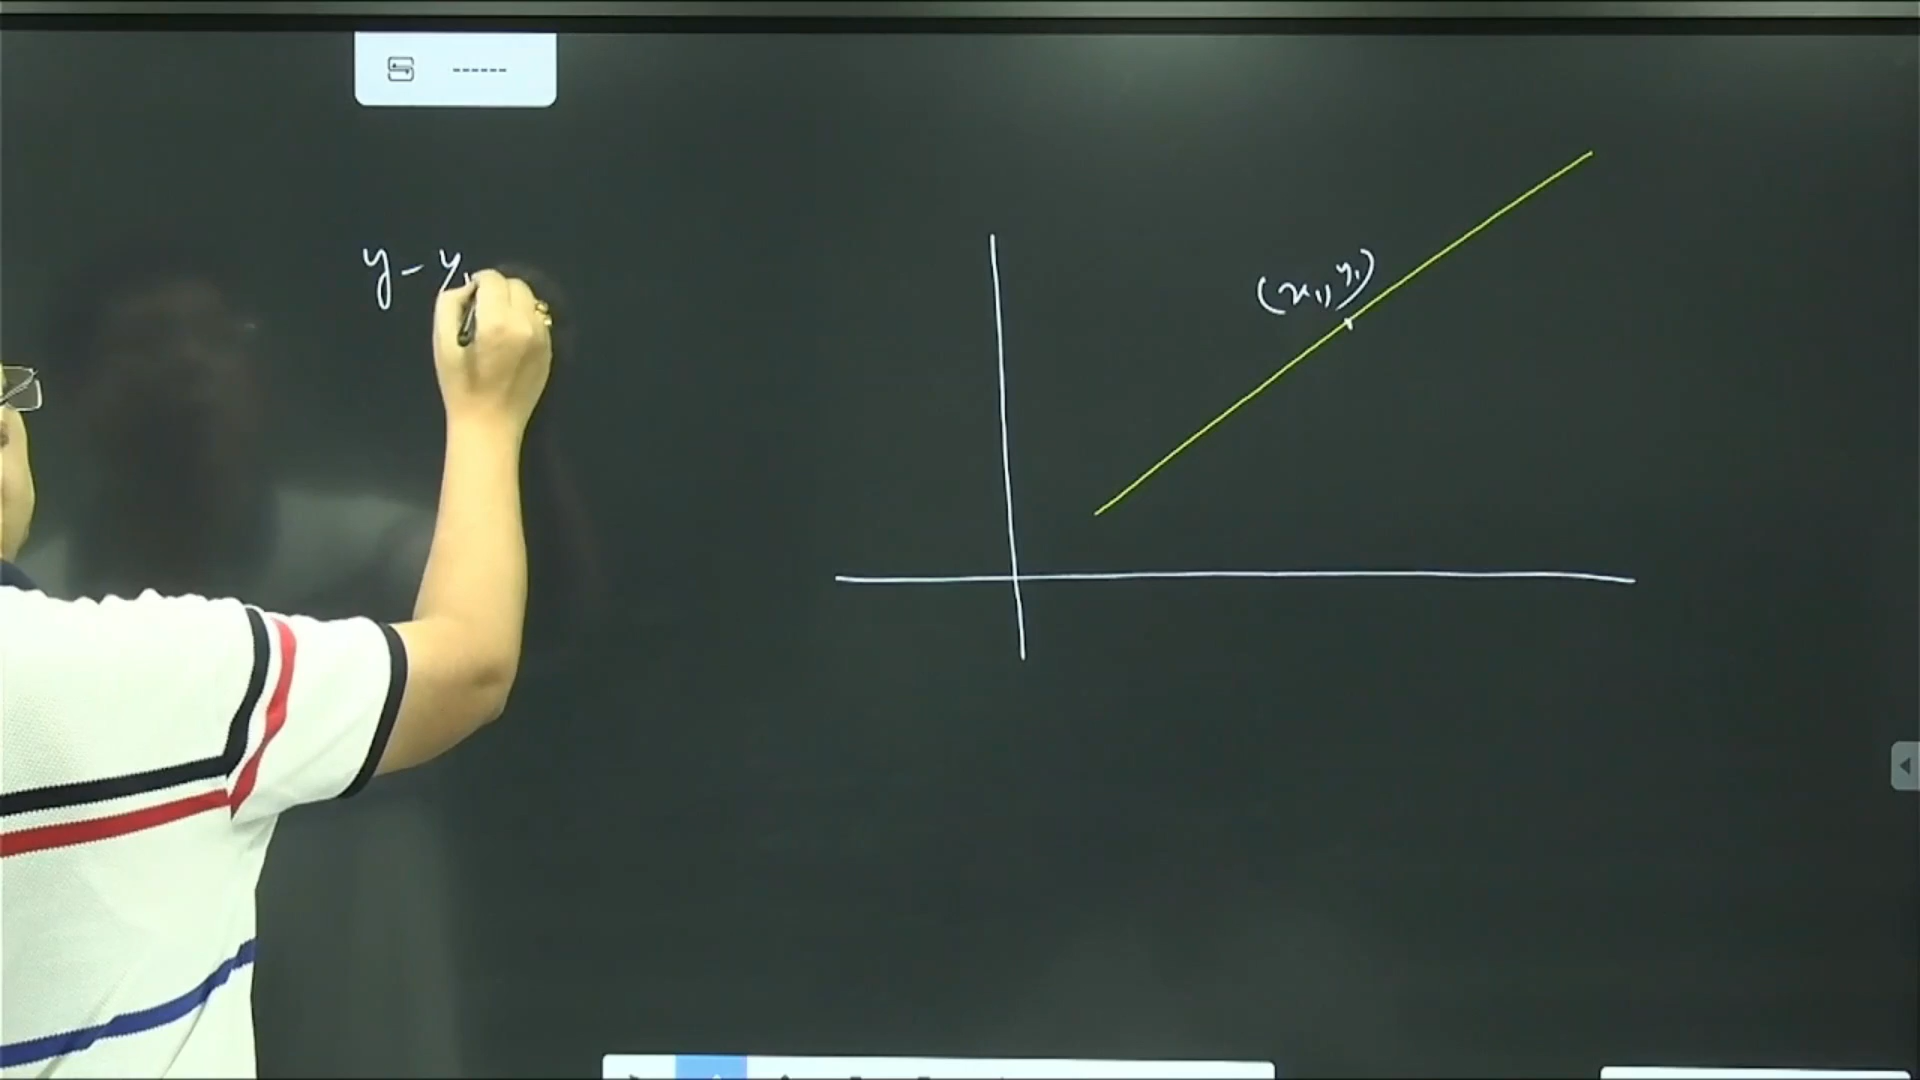 ------
y - y₁
(x₁, y₁)